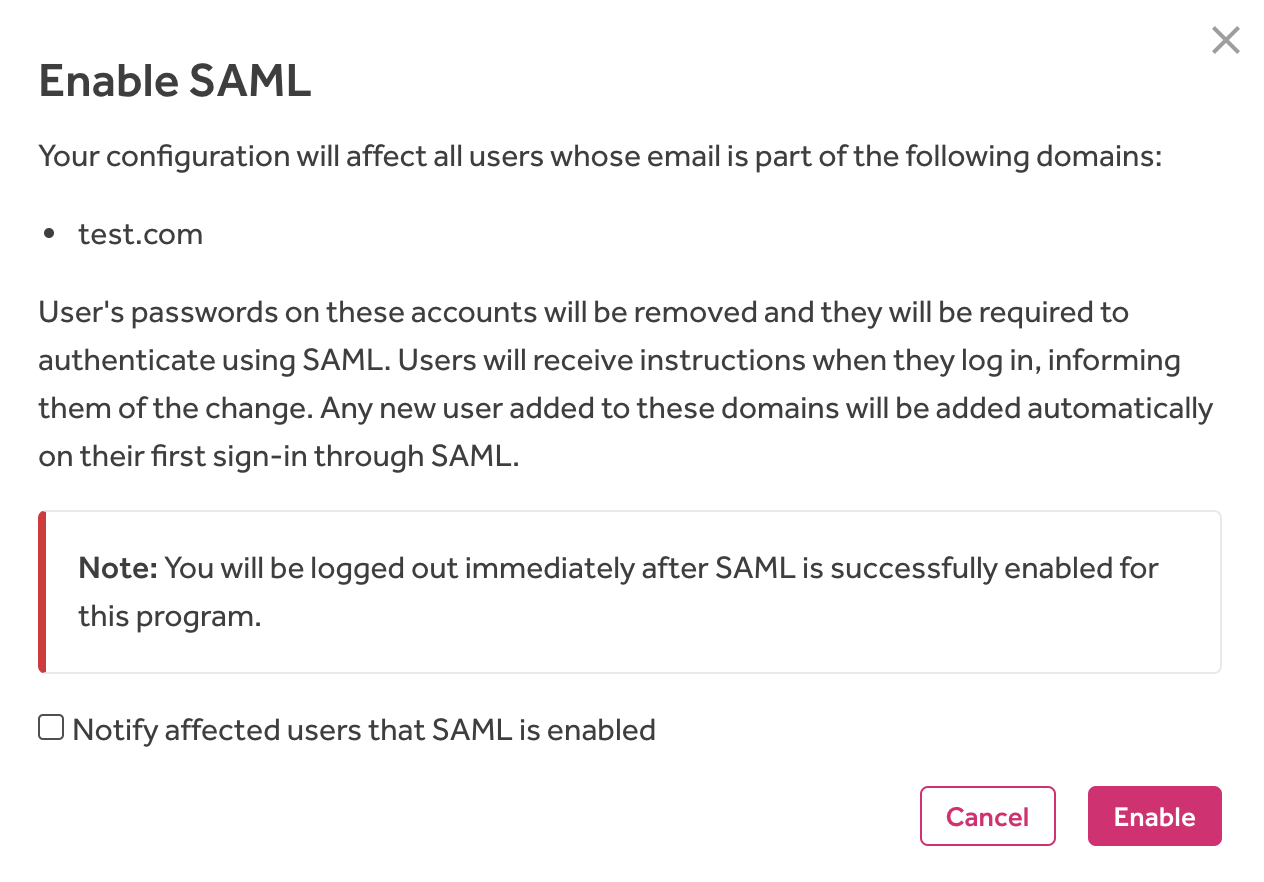 Enable SAML
Your configuration will affect all users whose email is part of the following domains:
• test.com
User's passwords on these accounts will be removed and they will be required to
authenticate using SAML. Users will receive instructions when they log in, informing
them of the change. Any new user added to these domains will be added automatically
on their first sign-in through SAML.
Note: You will be logged out immediately after SAML is successfully enabled for
this program.
Notify affected users that SAML is enabled
Cancel
Enable